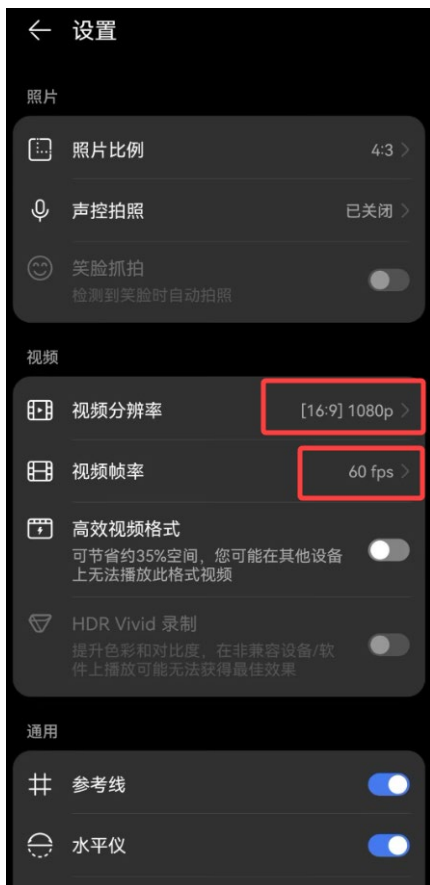 设置
照片
照片比例
4:3
声控拍照
已关闭
笑脸抓拍
检测到笑脸时自动拍照
视频
视频分辨率
[16:9] 1080p
视频帧率
60 fps
高效视频格式
可节省约35%空间，您可能在其他设备
上无法播放此格式视频
HDR Vivid 录制
提升色彩和对比度，在非兼容设备/软
件上播放可能无法获得最佳效果
通用
参考线
水平仪